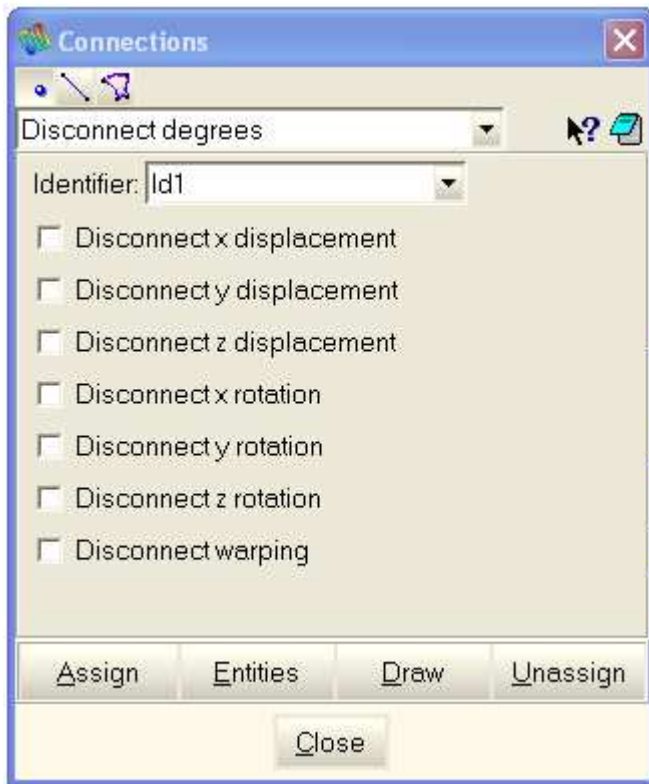 Connections
Disconnect degrees
Identifier: Id1
Disconnect x displacement
Disconnect y displacement
Disconnect z displacement
Disconnect x rotation
Disconnect y rotation
Disconnect z rotation
Disconnect warping
Assign Entities Draw Unassign
Close